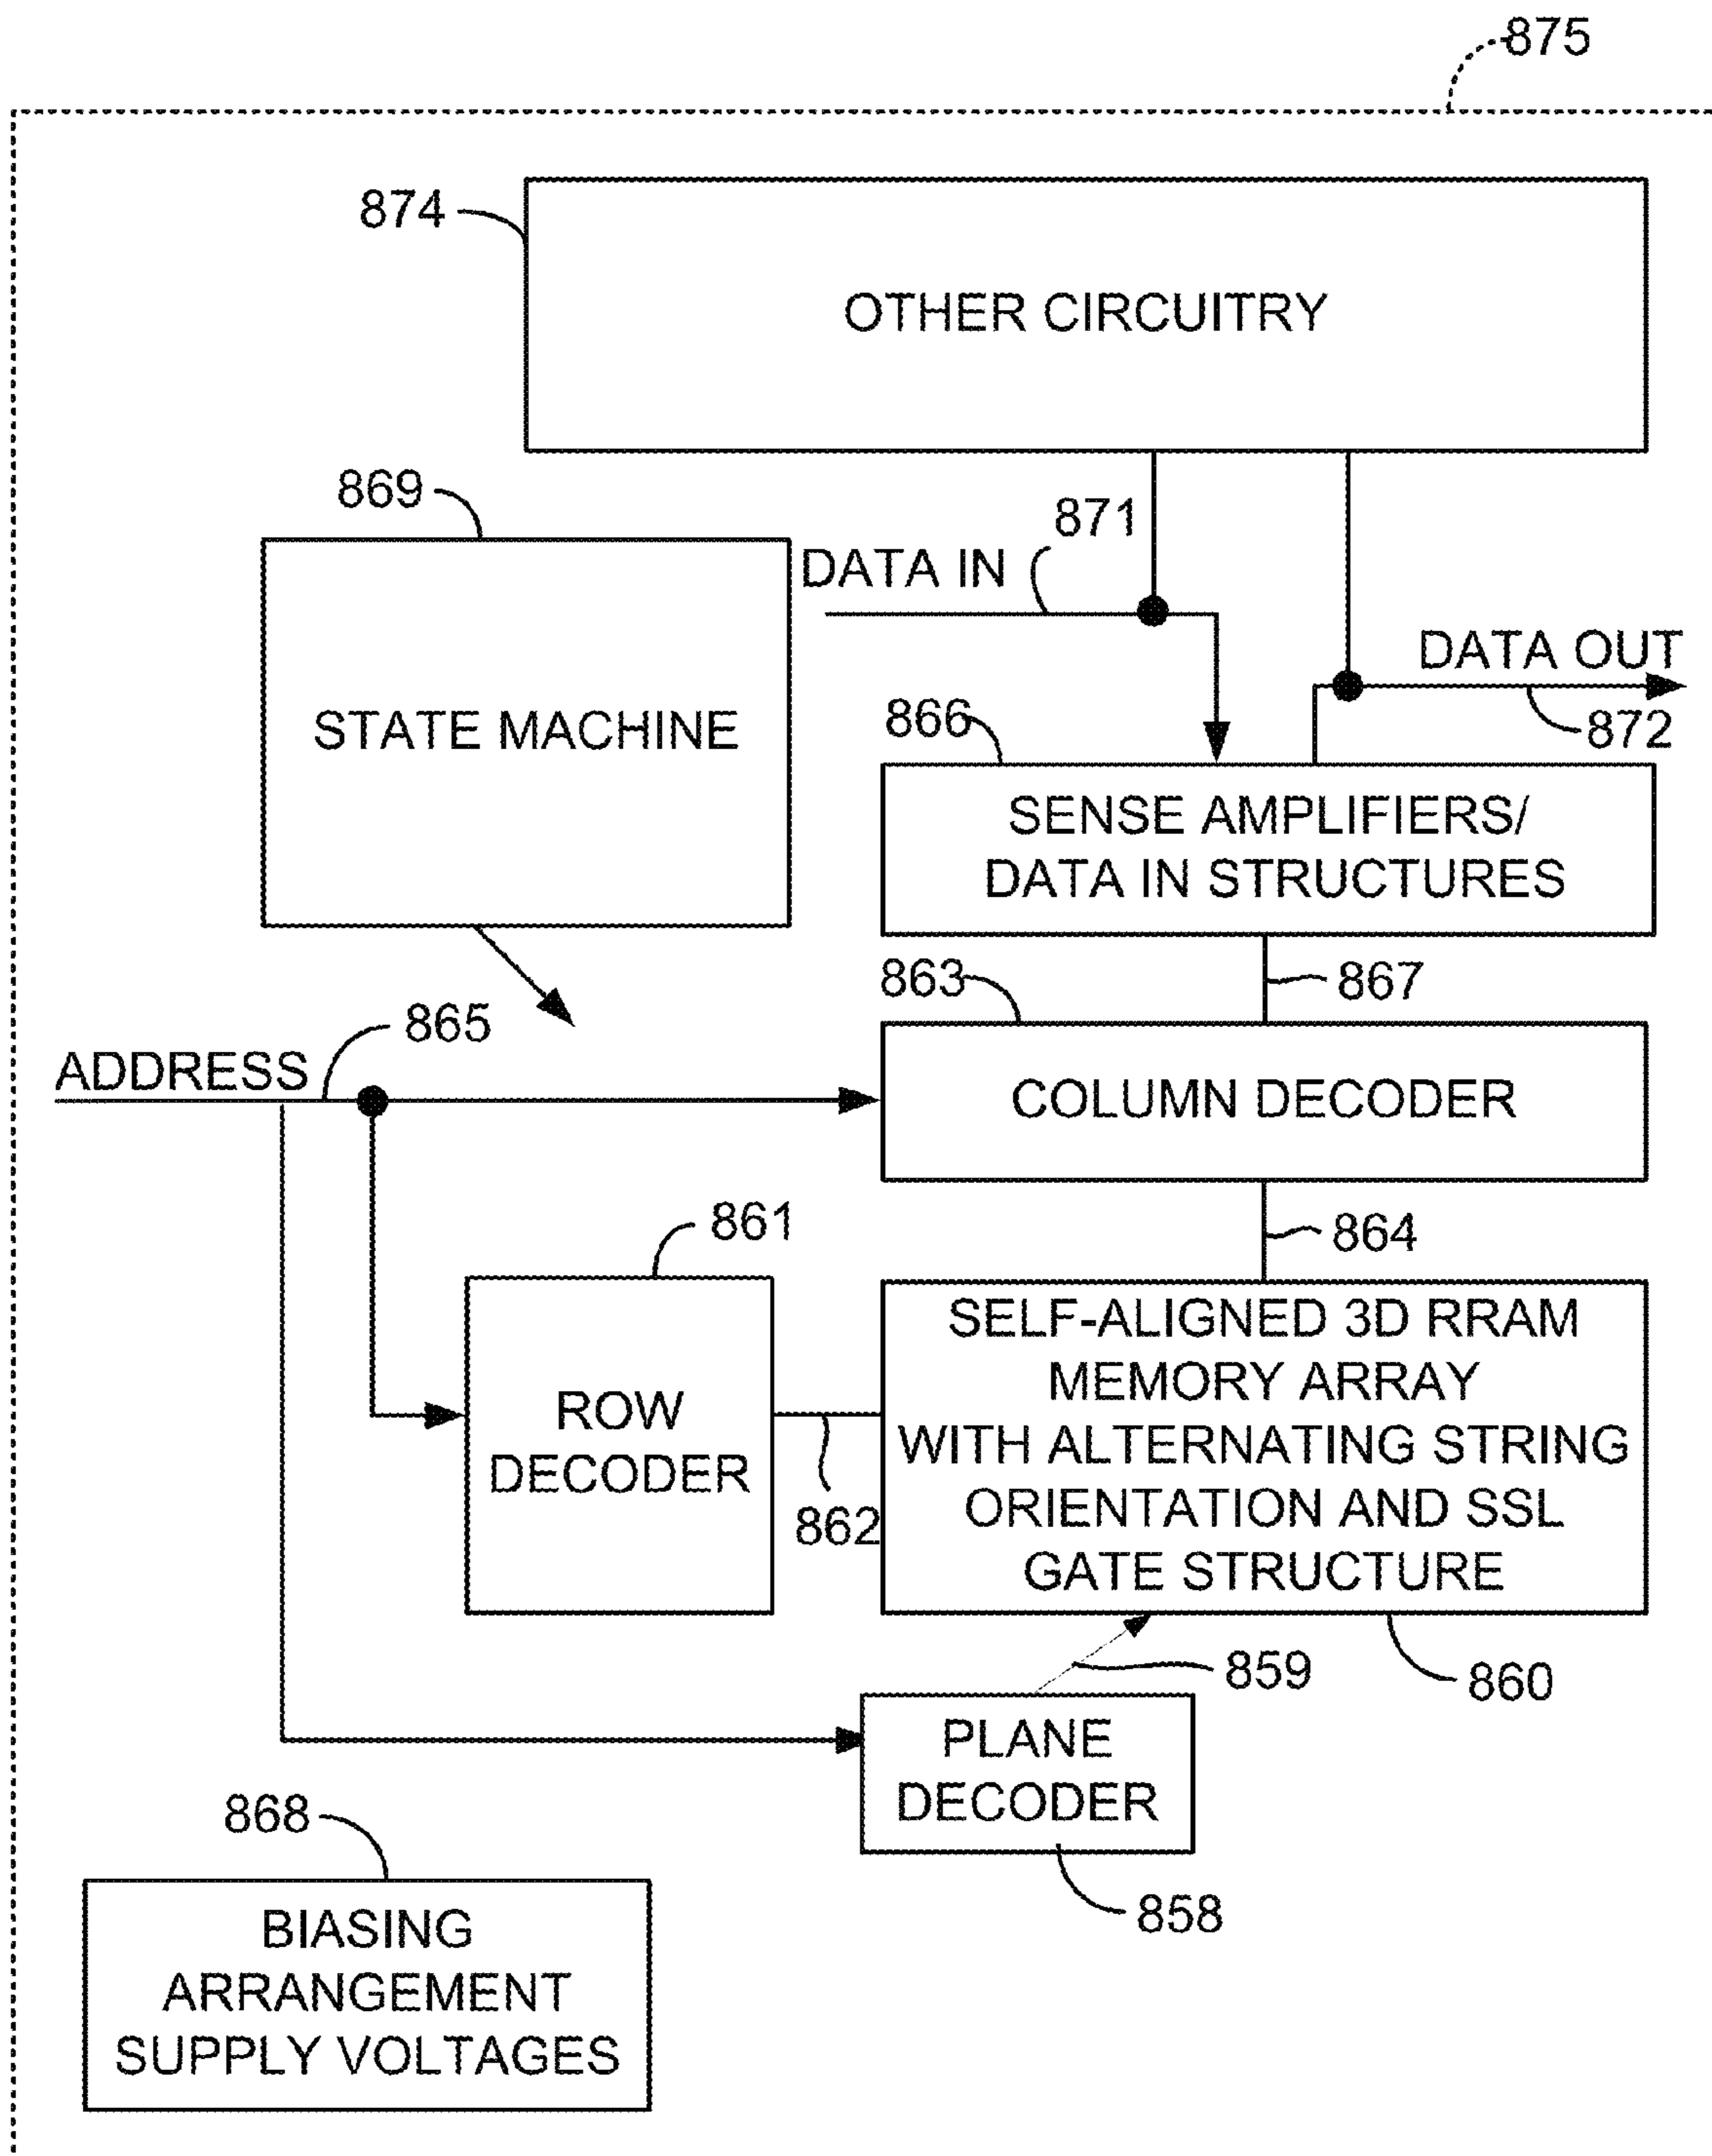 875
874
OTHER CIRCUITRY
869
871
DATA IN
STATE MACHINE
DATA OUT
872
866
SENSE AMPLIFIERS/
DATA IN STRUCTURES
867
863
865
ADDRESS
COLUMN DECODER
864
861
ROW
DECODER
862
SELF-ALIGNED 3D RRAM
MEMORY ARRAY
WITH ALTERNATING STRING
ORIENTATION AND SSL
GATE STRUCTURE
859
860
PLANE
DECODER
858
868
BIASING
ARRANGEMENT
SUPPLY VOLTAGES